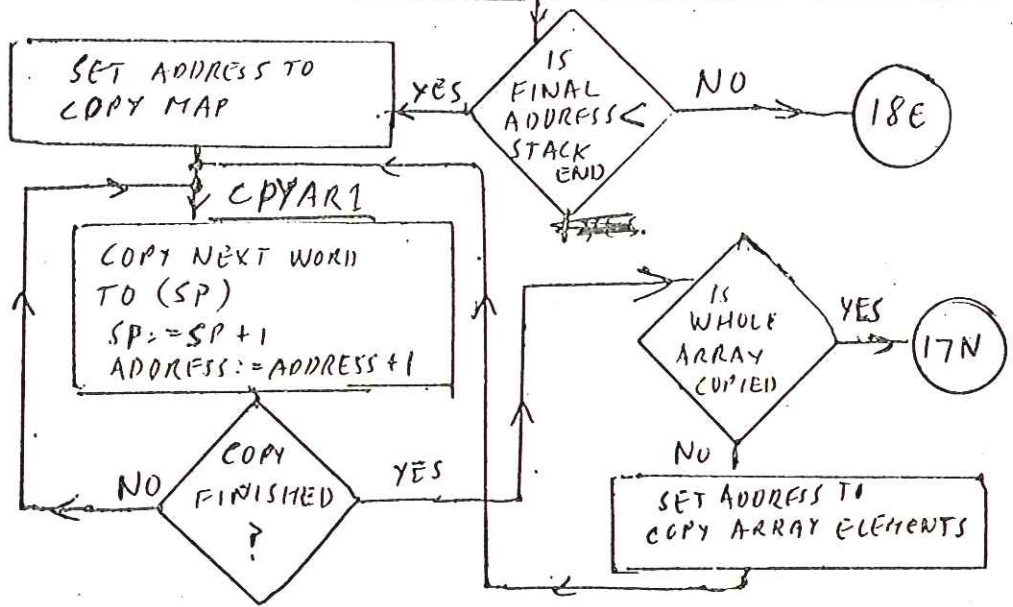 SET ADDRESS TO
COPY MAP
YES
IS
FINAL
ADDRESS <
STACK
END
NO
18E
CPYAR1
COPY NEXT WORD
TO (SP)
SP:=SP+1
ADDRESS:=ADDRESS+1
COPY
FINISHED
?
NO
YES
IS
WHOLE
ARRAY
COPIED
YES
17N
NO
SET ADDRESS TO
COPY ARRAY ELEMENTS